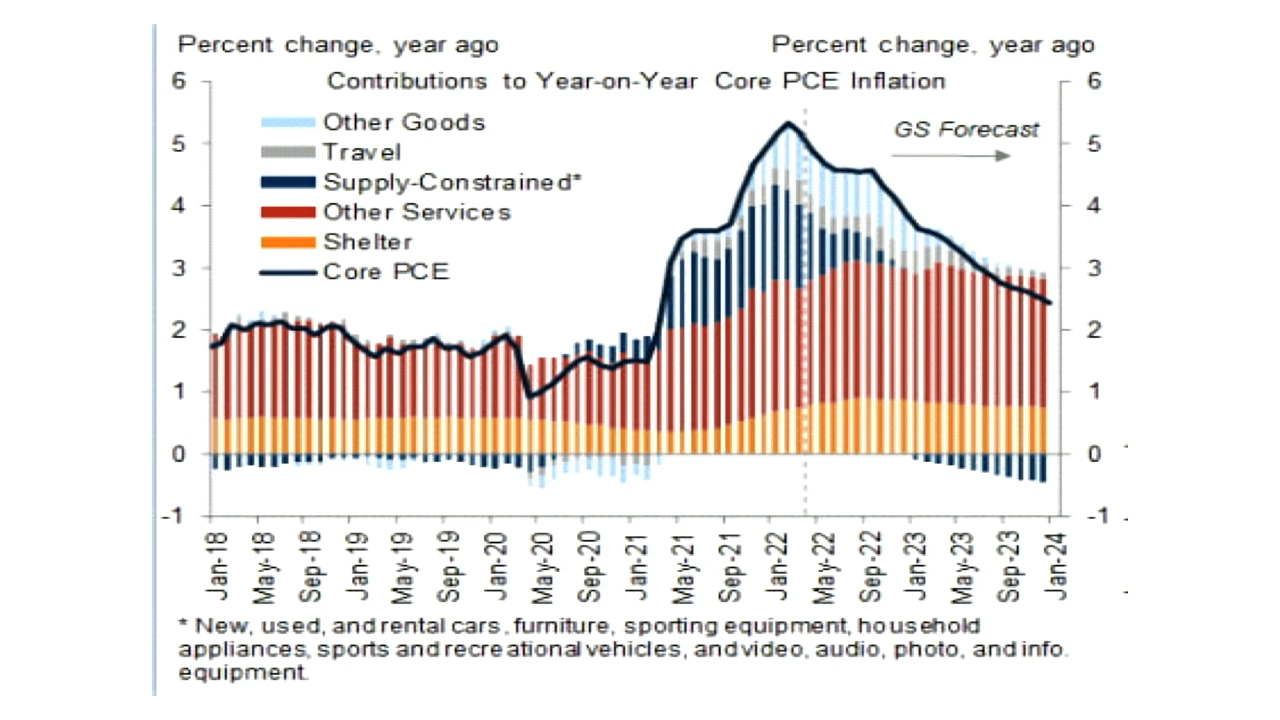 Percent change, year ago
Percent change, year ago
Contributions to Year-on-Year Core PCE Inflation
6
5
4
3
2
1
0
-1
6
5
4
3
2
1
0
-1
Other Goods
Travel
Supply-Constrained*
Other Services
Shelter
Core PCE
GS Forecast
Jan-18
May-18
Sep-18
Jan-19
May-19
Sep-19
Jan-20
May-20
Sep-20
Jan-21
May-21
Sep-21
Jan-22
May-22
Sep-22
Jan-23
May-23
Sep-23
Jan-24
* New, used, and rental cars, furniture, sporting equipment, household
appliances, sports and recreational vehicles, and video, audio, photo, and info.
equipment.